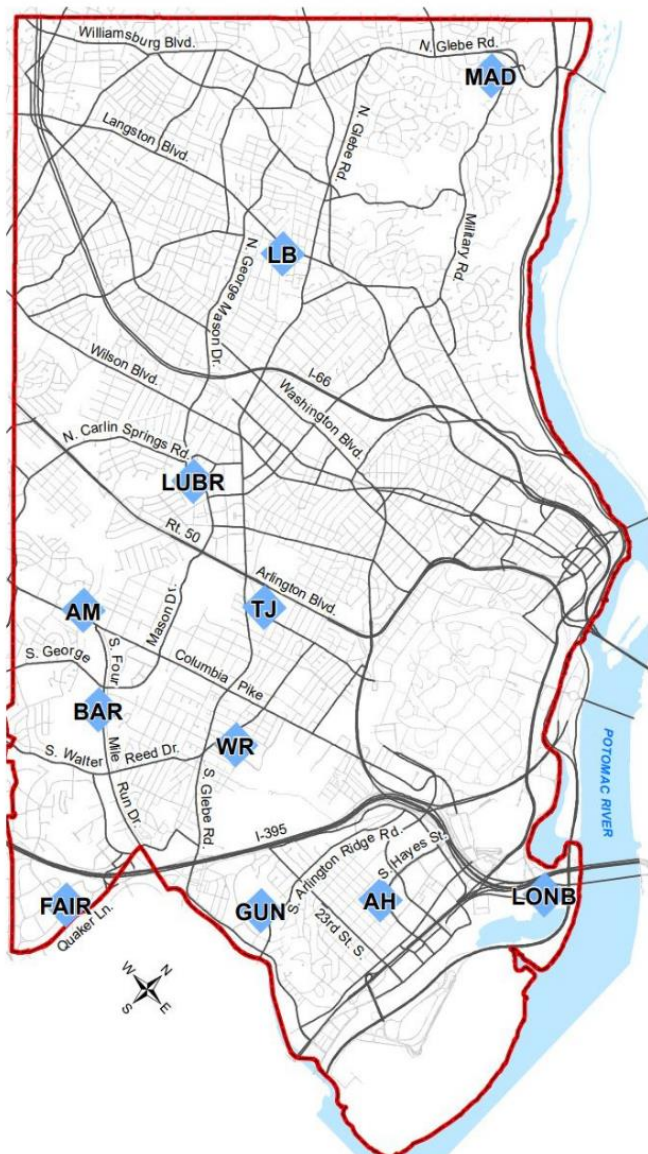 Williamsburg Blvd.
N. Glebe Rd.
MAD
Langston Blvd.
N. Glebe Rd.
Military Rd.
LB
N. George Mason Dr.
Wilson Blvd.
I-66
Washington Blvd.
N. Carlin Springs Rd.
LUBR
Rt. 50
Arlington Blvd.
AM
TJ
Mason Dr.
S. George
S. Four
Columbia Pike
BAR
Mile
WR
S. Walter Reed Dr.
Run Dr.
S. Glebe Rd.
POTOMAC RIVER
I-395
S. Arlington Ridge Rd.
S. Hayes St.
FAIR
GUN
AH
LONB
Quaker Ln.
23rd St. S.
N
W
E
S